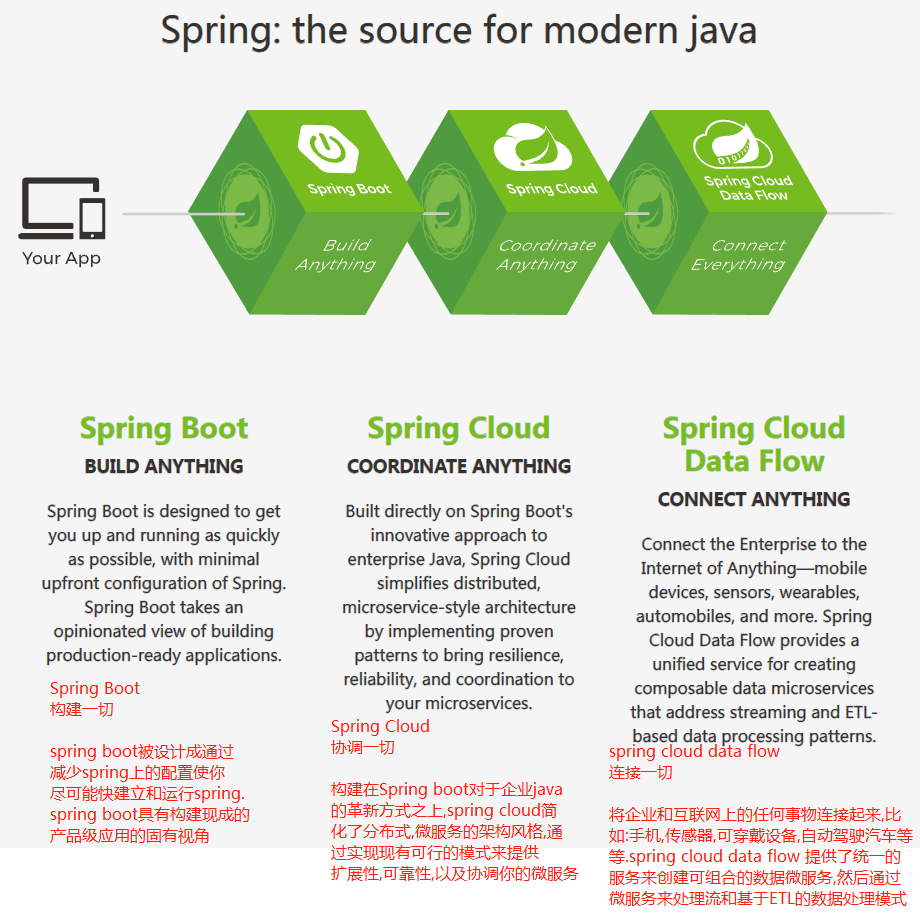 Spring: the source for modern java
Your App
Spring Boot
Build
Anything
Spring Cloud
Coordinate
Anything
Spring Cloud
Data Flow
Connect
Everything
Spring Boot
BUILD ANYTHING
Spring Boot is designed to get
you up and running as quickly
as possible, with minimal
upfront configuration of Spring.
Spring Boot takes an
opinionated view of building
production-ready applications.
Spring Boot
构建一切
spring boot被设计成通过
减少spring上的配置使你
尽可能快建立和运行spring.
spring boot具有构建现成的
产品级应用的固有视角
Spring Cloud
COORDINATE ANYTHING
Built directly on Spring Boot's
innovative approach to
enterprise Java, Spring Cloud
simplifies distributed,
microservice-style architecture
by implementing proven
patterns to bring resilience,
reliability, and coordination to
your microservices.
Spring Cloud
协调一切
构建在Spring boot对于企业java
的革新方式之上,spring cloud简
化了分布式,微服务的架构风格,通
过实现现有可行的模式来提供
扩展性,可靠性,以及协调你的微服务
Spring Cloud
Data Flow
CONNECT ANYTHING
Connect the Enterprise to the
Internet of Anything—mobile
devices, sensors, wearables,
automobiles, and more. Spring
Cloud Data Flow provides a
unified service for creating
composable data microservices
that address streaming and ETL-
based data processing patterns.
spring cloud data flow
连接一切
将企业和互联网上的任何事物连接起来,比
如:手机,传感器,可穿戴设备,自动驾驶汽车等
等.spring cloud data flow 提供了统一的
服务来创建可组合的数据微服务,然后通过
微服务来处理流和基于ETL的数据处理模式